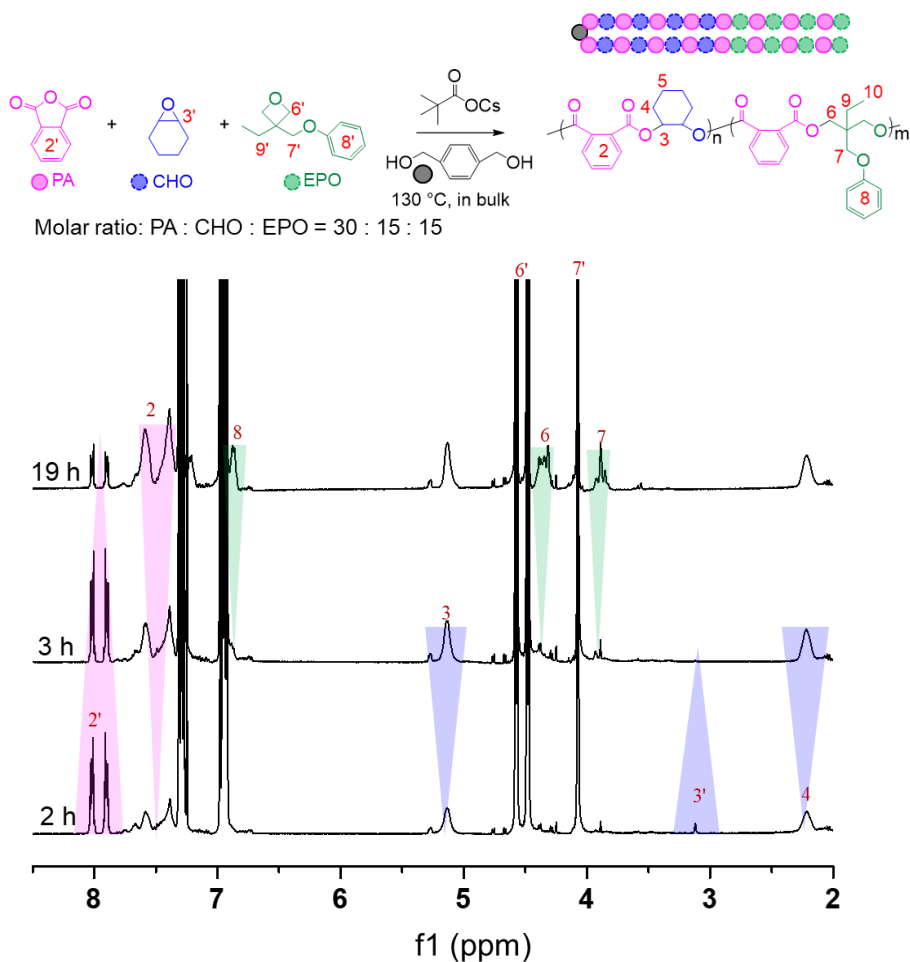 O
OCs
5
10
O
O
O
O
3'
6'
4
9
O
O
O
O
O
O
O
O
O
O
O
n
m
+
+
2'
8'
9'
7'
HO
OH
2
3
6
7
8
O
PA
CHO
EPO
130 °C, in bulk
Molar ratio: PA : CHO : EPO = 30 : 15 : 15
6'
7'
2
8
6
7
19 h
3
3 h
2'
3'
4
2 h
8
7
6
5
4
3
2
f1 (ppm)